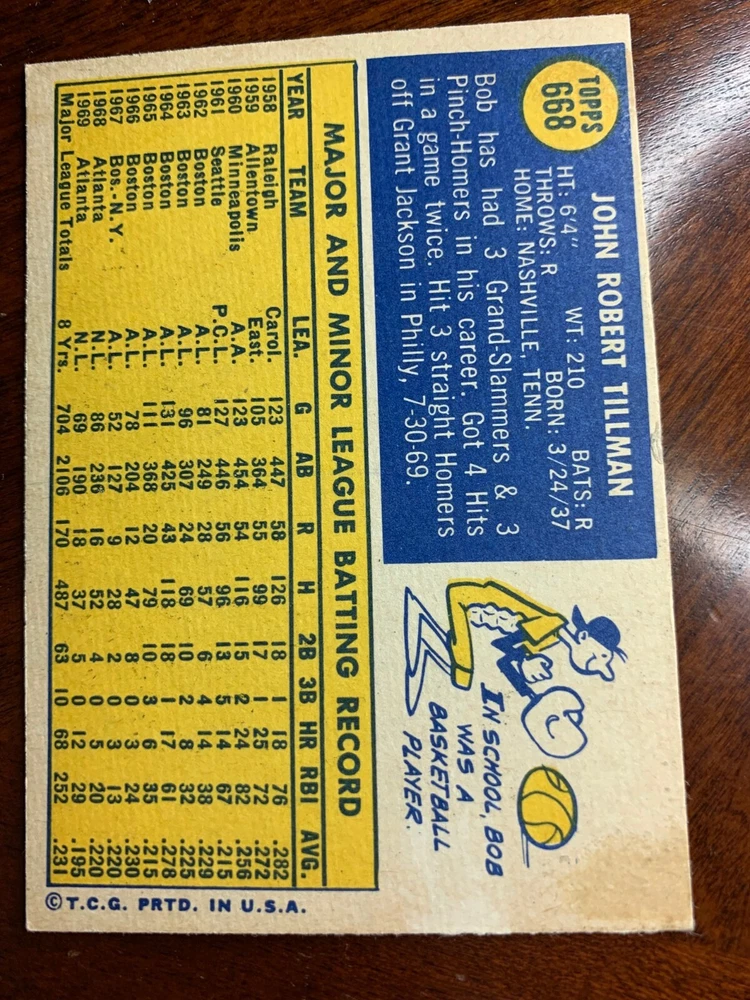 TOPPS
668
JOHN ROBERT TILLMAN
HT: 6'4" WT: 210 BATS: R
THROWS: R BORN: 3/24/37
HOME: NASHVILLE, TENN.
Bob has had 3 Grand-Slammers & 3
Pinch-Homers in his career. Got 4 Hits
in a game twice. Hit 3 straight Homers
off Grant Jackson in Philly, 7-30-69.
IN SCHOOL, BOB
WAS A
BASKETBALL
PLAYER.
MAJOR AND MINOR LEAGUE BATTING RECORD
YEAR TEAM LEA. G AB R H 2B 3B HR RBI AVG.
1958 Raleigh Carol. 123 447 58 126 18 1 18 76 .282
1959 Allentown East. 105 364 55 99 17 1 25 72 .272
1960 Minneapolis A.A. 123 454 54 116 15 2 24 82 .256
1961 Seattle P.C.L. 127 446 56 96 13 5 14 67 .215
1962 Boston A.L. 81 249 28 57 6 4 14 38 .229
1963 Boston A.L. 96 307 24 69 10 2 8 32 .225
1964 Boston A.L. 131 425 43 118 18 1 17 61 .278
1965 Boston A.L. 111 368 20 79 10 3 6 35 .215
1966 Boston A.L. 78 204 12 47 8 0 3 24 .230
1967 Bos.-N.Y. A.L. 52 127 9 28 2 0 3 13 .220
1968 Atlanta N.L. 86 236 16 52 4 0 5 20 .220
1969 Atlanta N.L. 69 190 18 37 5 0 12 29 .195
Major League Totals 8 Yrs. 704 2106 170 487 63 10 68 252 .231
©T.C.G. PRTD. IN U.S.A.